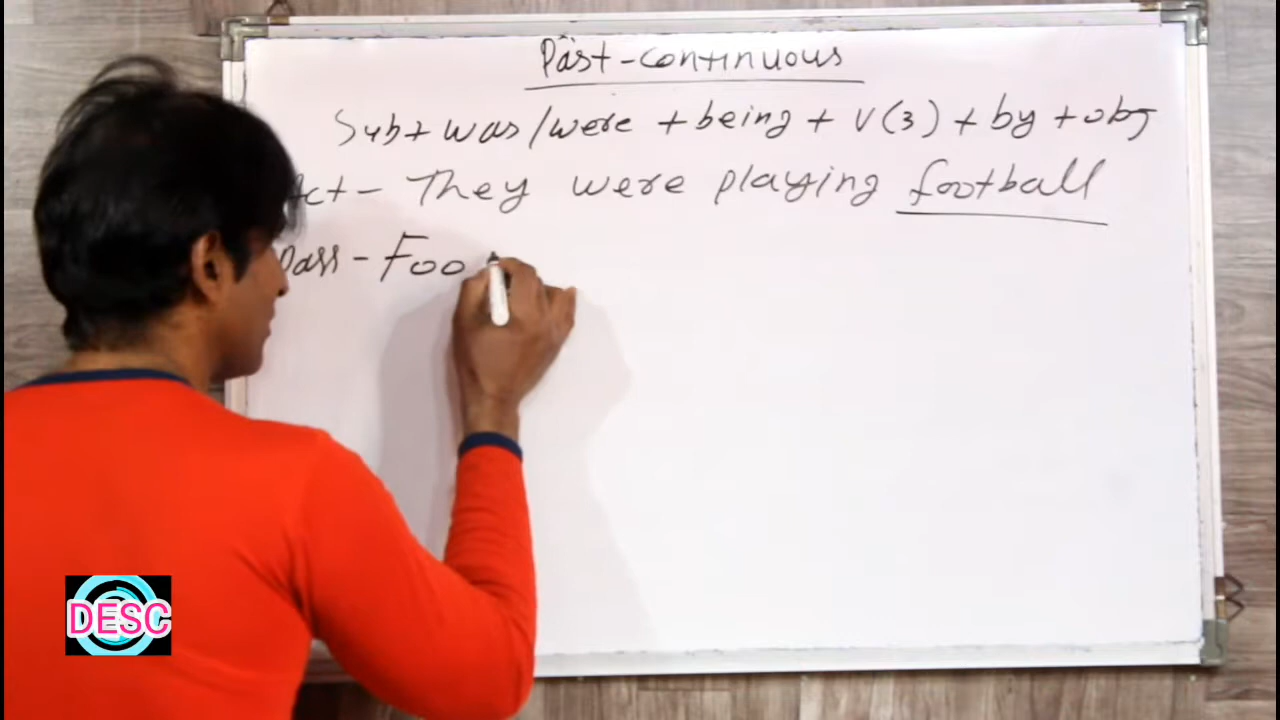 Past-continuous
Sub+ was/were + being + V(3) + by + obj
Act - They were playing football
Pass - Foo
DESC